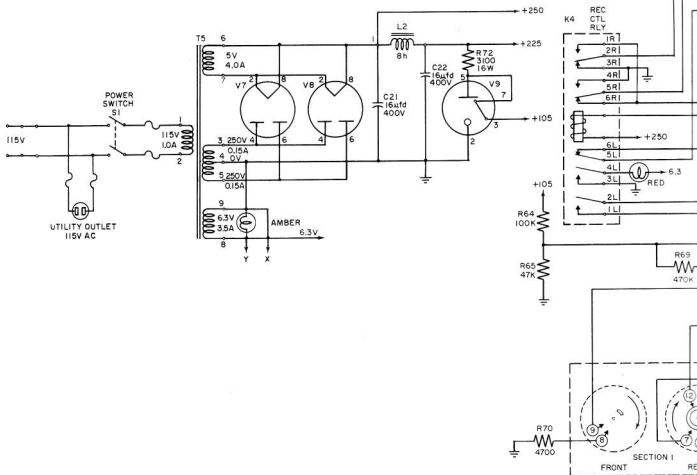 T5
6
5V
4.0A
7
POWER
SWITCH
S1
115V
1
115V
1.0A
2
UTILITY OUTLET
115V AC
2
8
V7
4
6
2
8
V8
4
6
3 250V
0.15A
4 0V
5 250V
0.15A
9
6.3V
3.5A
8
AMBER
6.3V
Y
X
1
L2
8h
C21
16µfd
400V
C22
16µfd
400V
R72
3100
16W
5
V9
7
3
2
+250
+225
+105
K4
REC
CTL
RLY
1R
2R
3R
4R
5R
6R
+250
6L
5L
4L
3L
2L
1L
6.3
RED
+105
R64
100K
R65
47K
R69
470K
R70
4700
9
8
D
12
7
SECTION 1
FRONT
RE